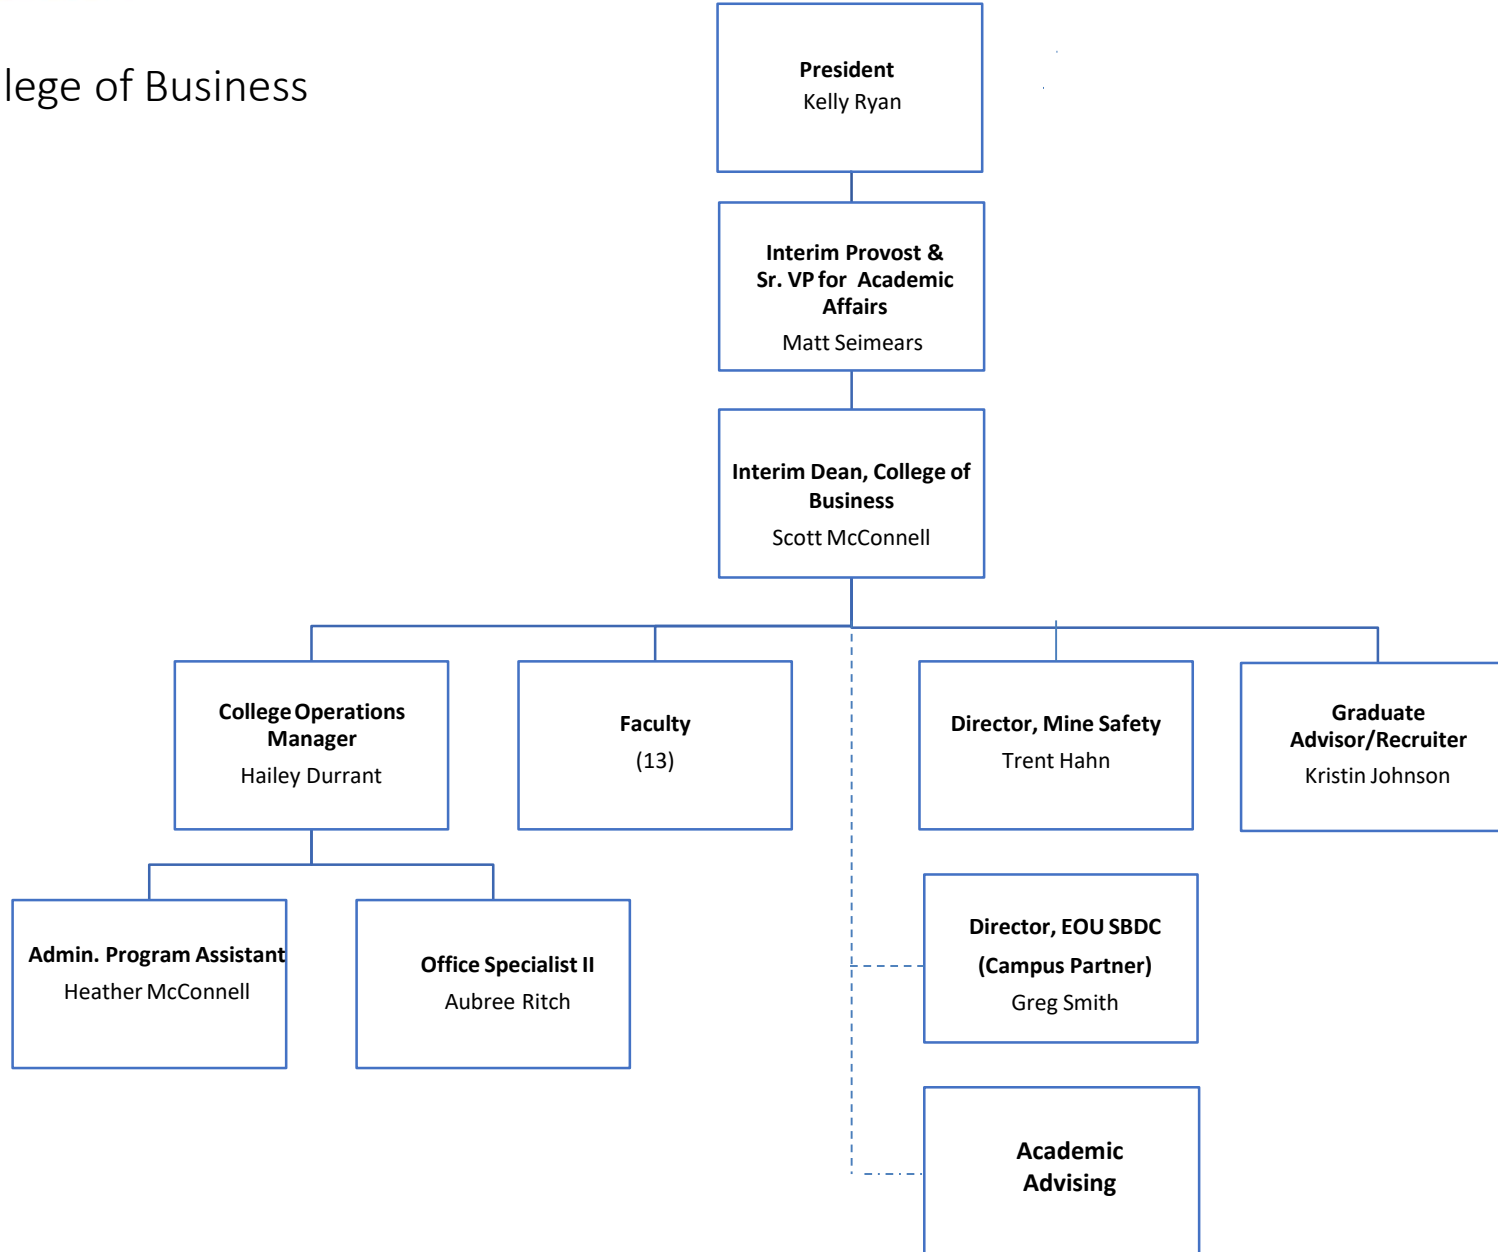 lege of Business
President
Kelly Ryan
Interim Provost &
Sr. VP for Academic
Affairs
Matt Seimears
Interim Dean, College of
Business
Scott McConnell
College Operations
Manager
Hailey Durrant
Faculty
(13)
Director, Mine Safety
Trent Hahn
Graduate
Advisor/Recruiter
Kristin Johnson
Admin. Program Assistant
Heather McConnell
Office Specialist II
Aubree Ritch
Director, EOU SBDC
(Campus Partner)
Greg Smith
Academic
Advising